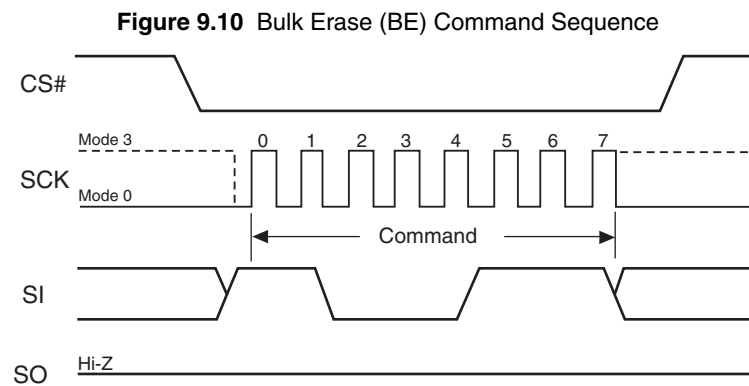 Figure 9.10 Bulk Erase (BE) Command Sequence
CS#
Mode 3
0 1 2 3 4 5 6 7
SCK
Mode 0
Command
SI
Hi-Z
SO